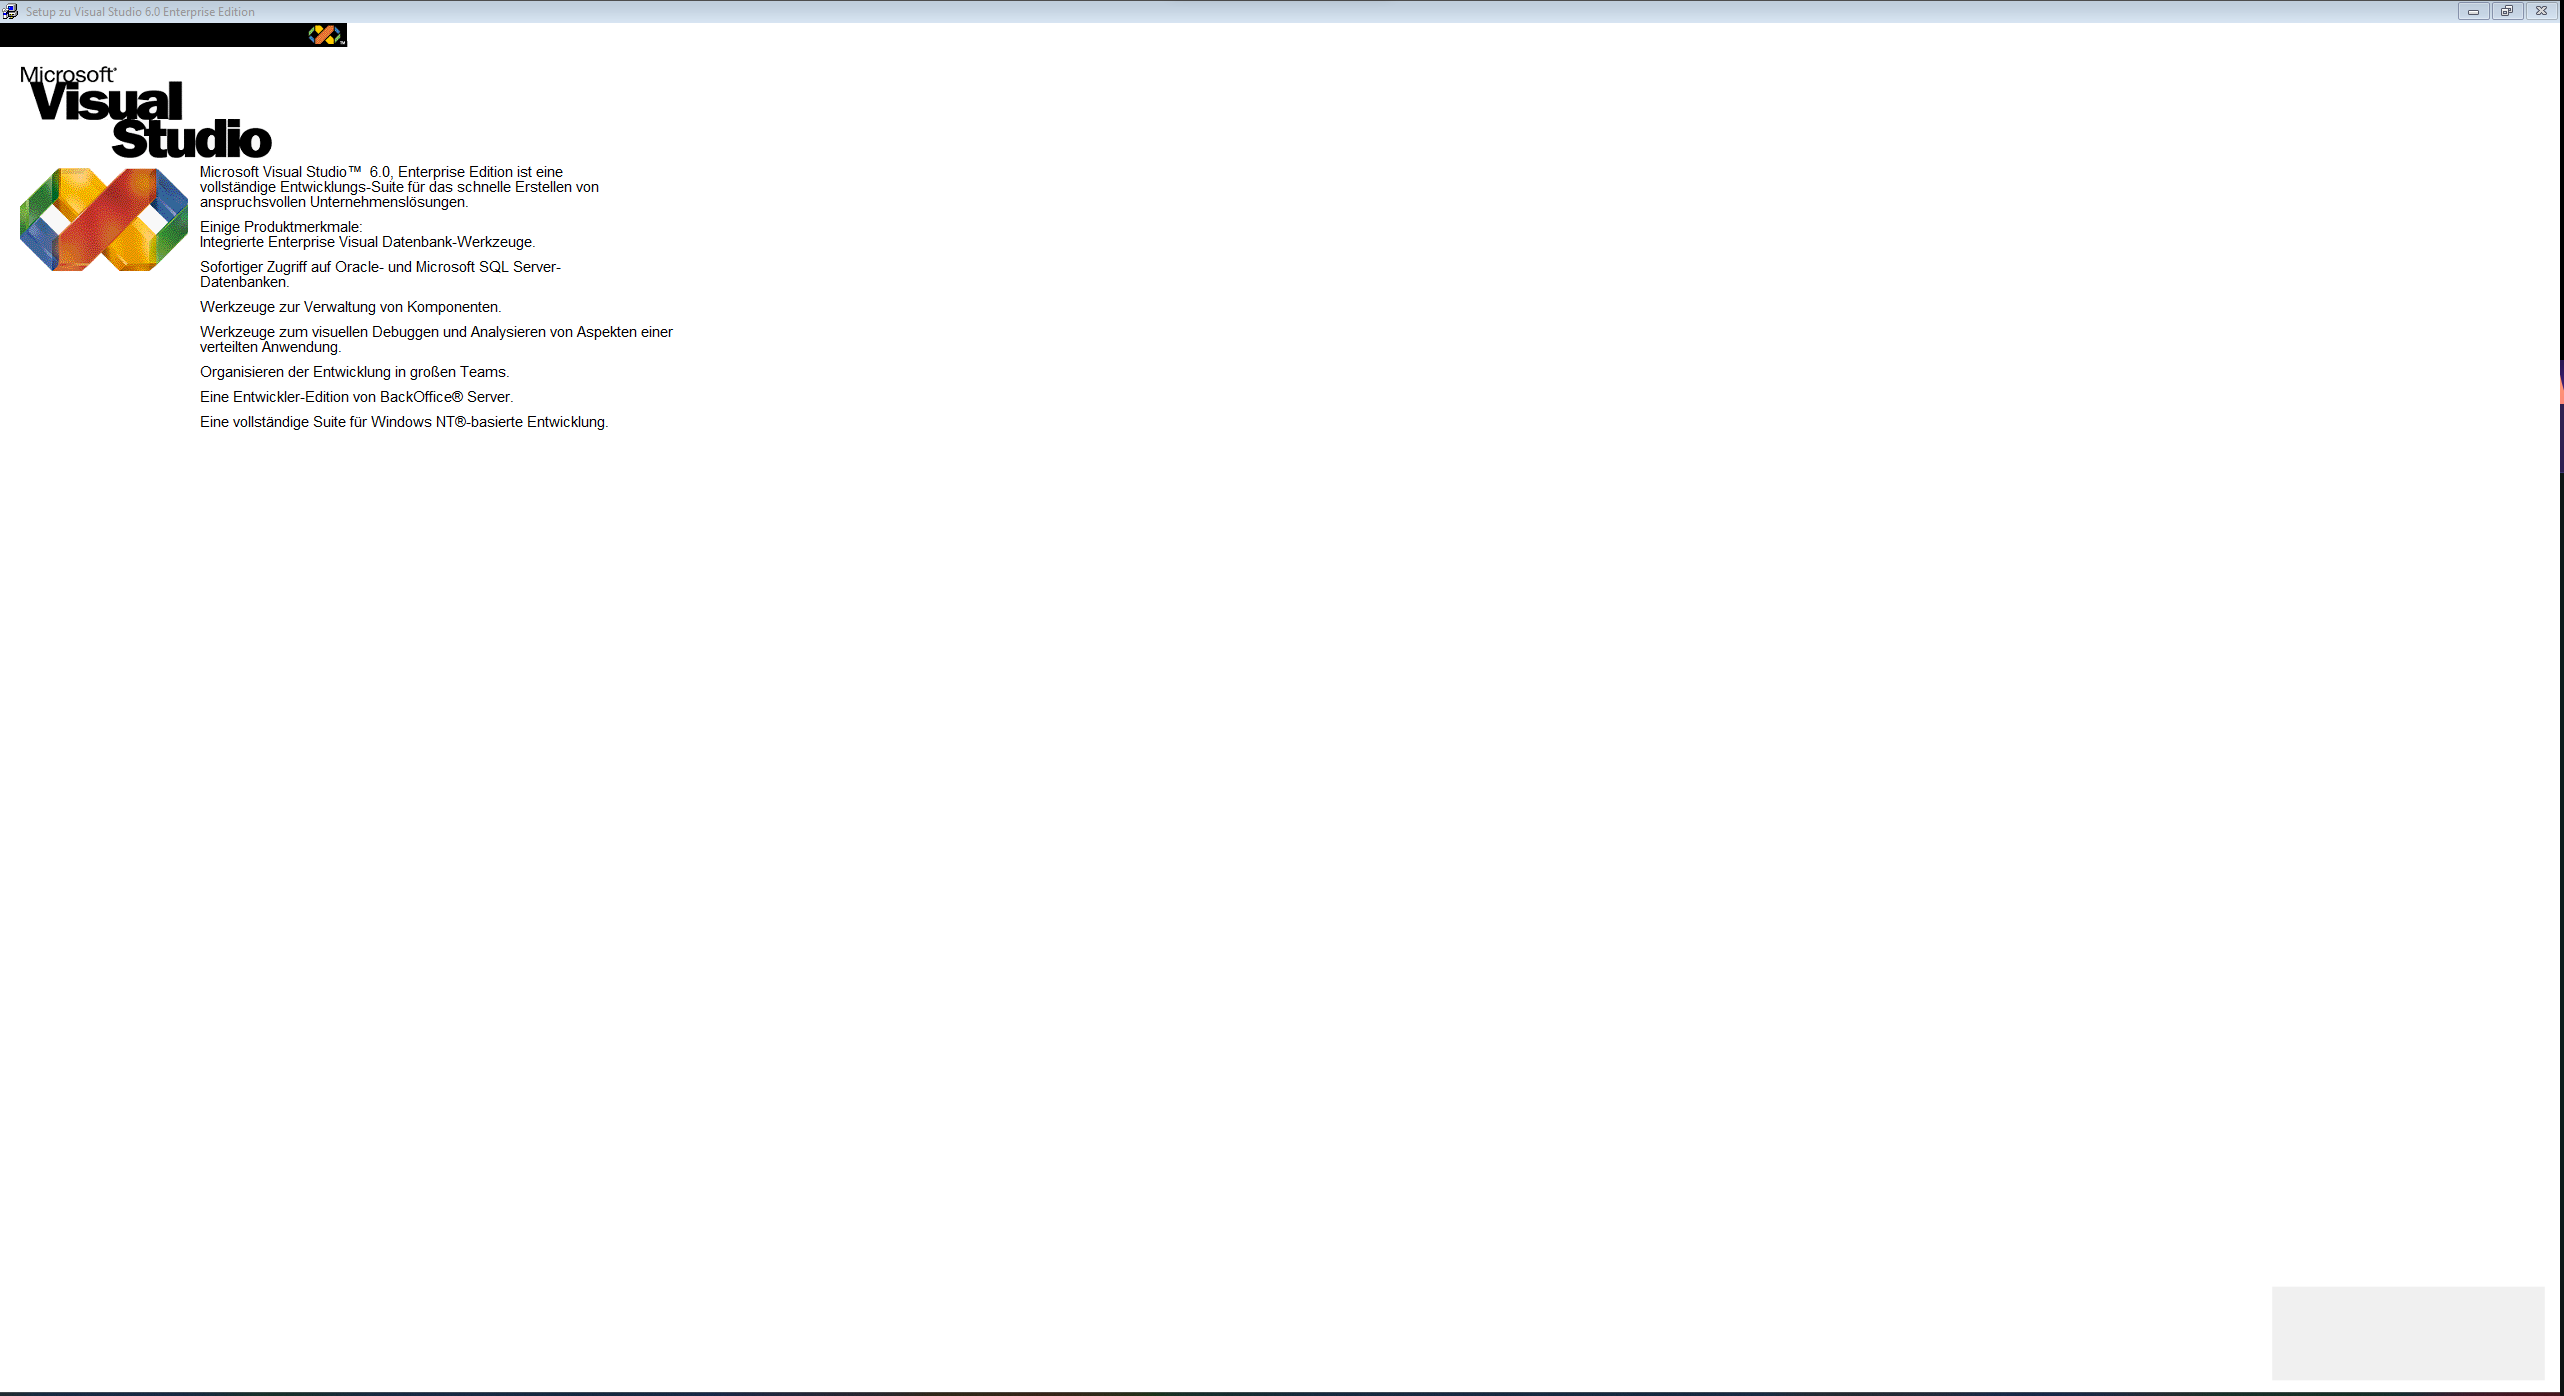 Setup zu Visual Studio 6.0 Enterprise Edition
Microsoft®
Visual
Studio
Microsoft Visual Studio™ 6.0, Enterprise Edition ist eine
vollständige Entwicklungs-Suite für das schnelle Erstellen von
anspruchsvollen Unternehmenslösungen.
Einige Produktmerkmale:
Integrierte Enterprise Visual Datenbank-Werkzeuge.
Sofortiger Zugriff auf Oracle- und Microsoft SQL Server-
Datenbanken.
Werkzeuge zur Verwaltung von Komponenten.
Werkzeuge zum visuellen Debuggen und Analysieren von Aspekten einer
verteilten Anwendung.
Organisieren der Entwicklung in großen Teams.
Eine Entwickler-Edition von BackOffice® Server.
Eine vollständige Suite für Windows NT®-basierte Entwicklung.